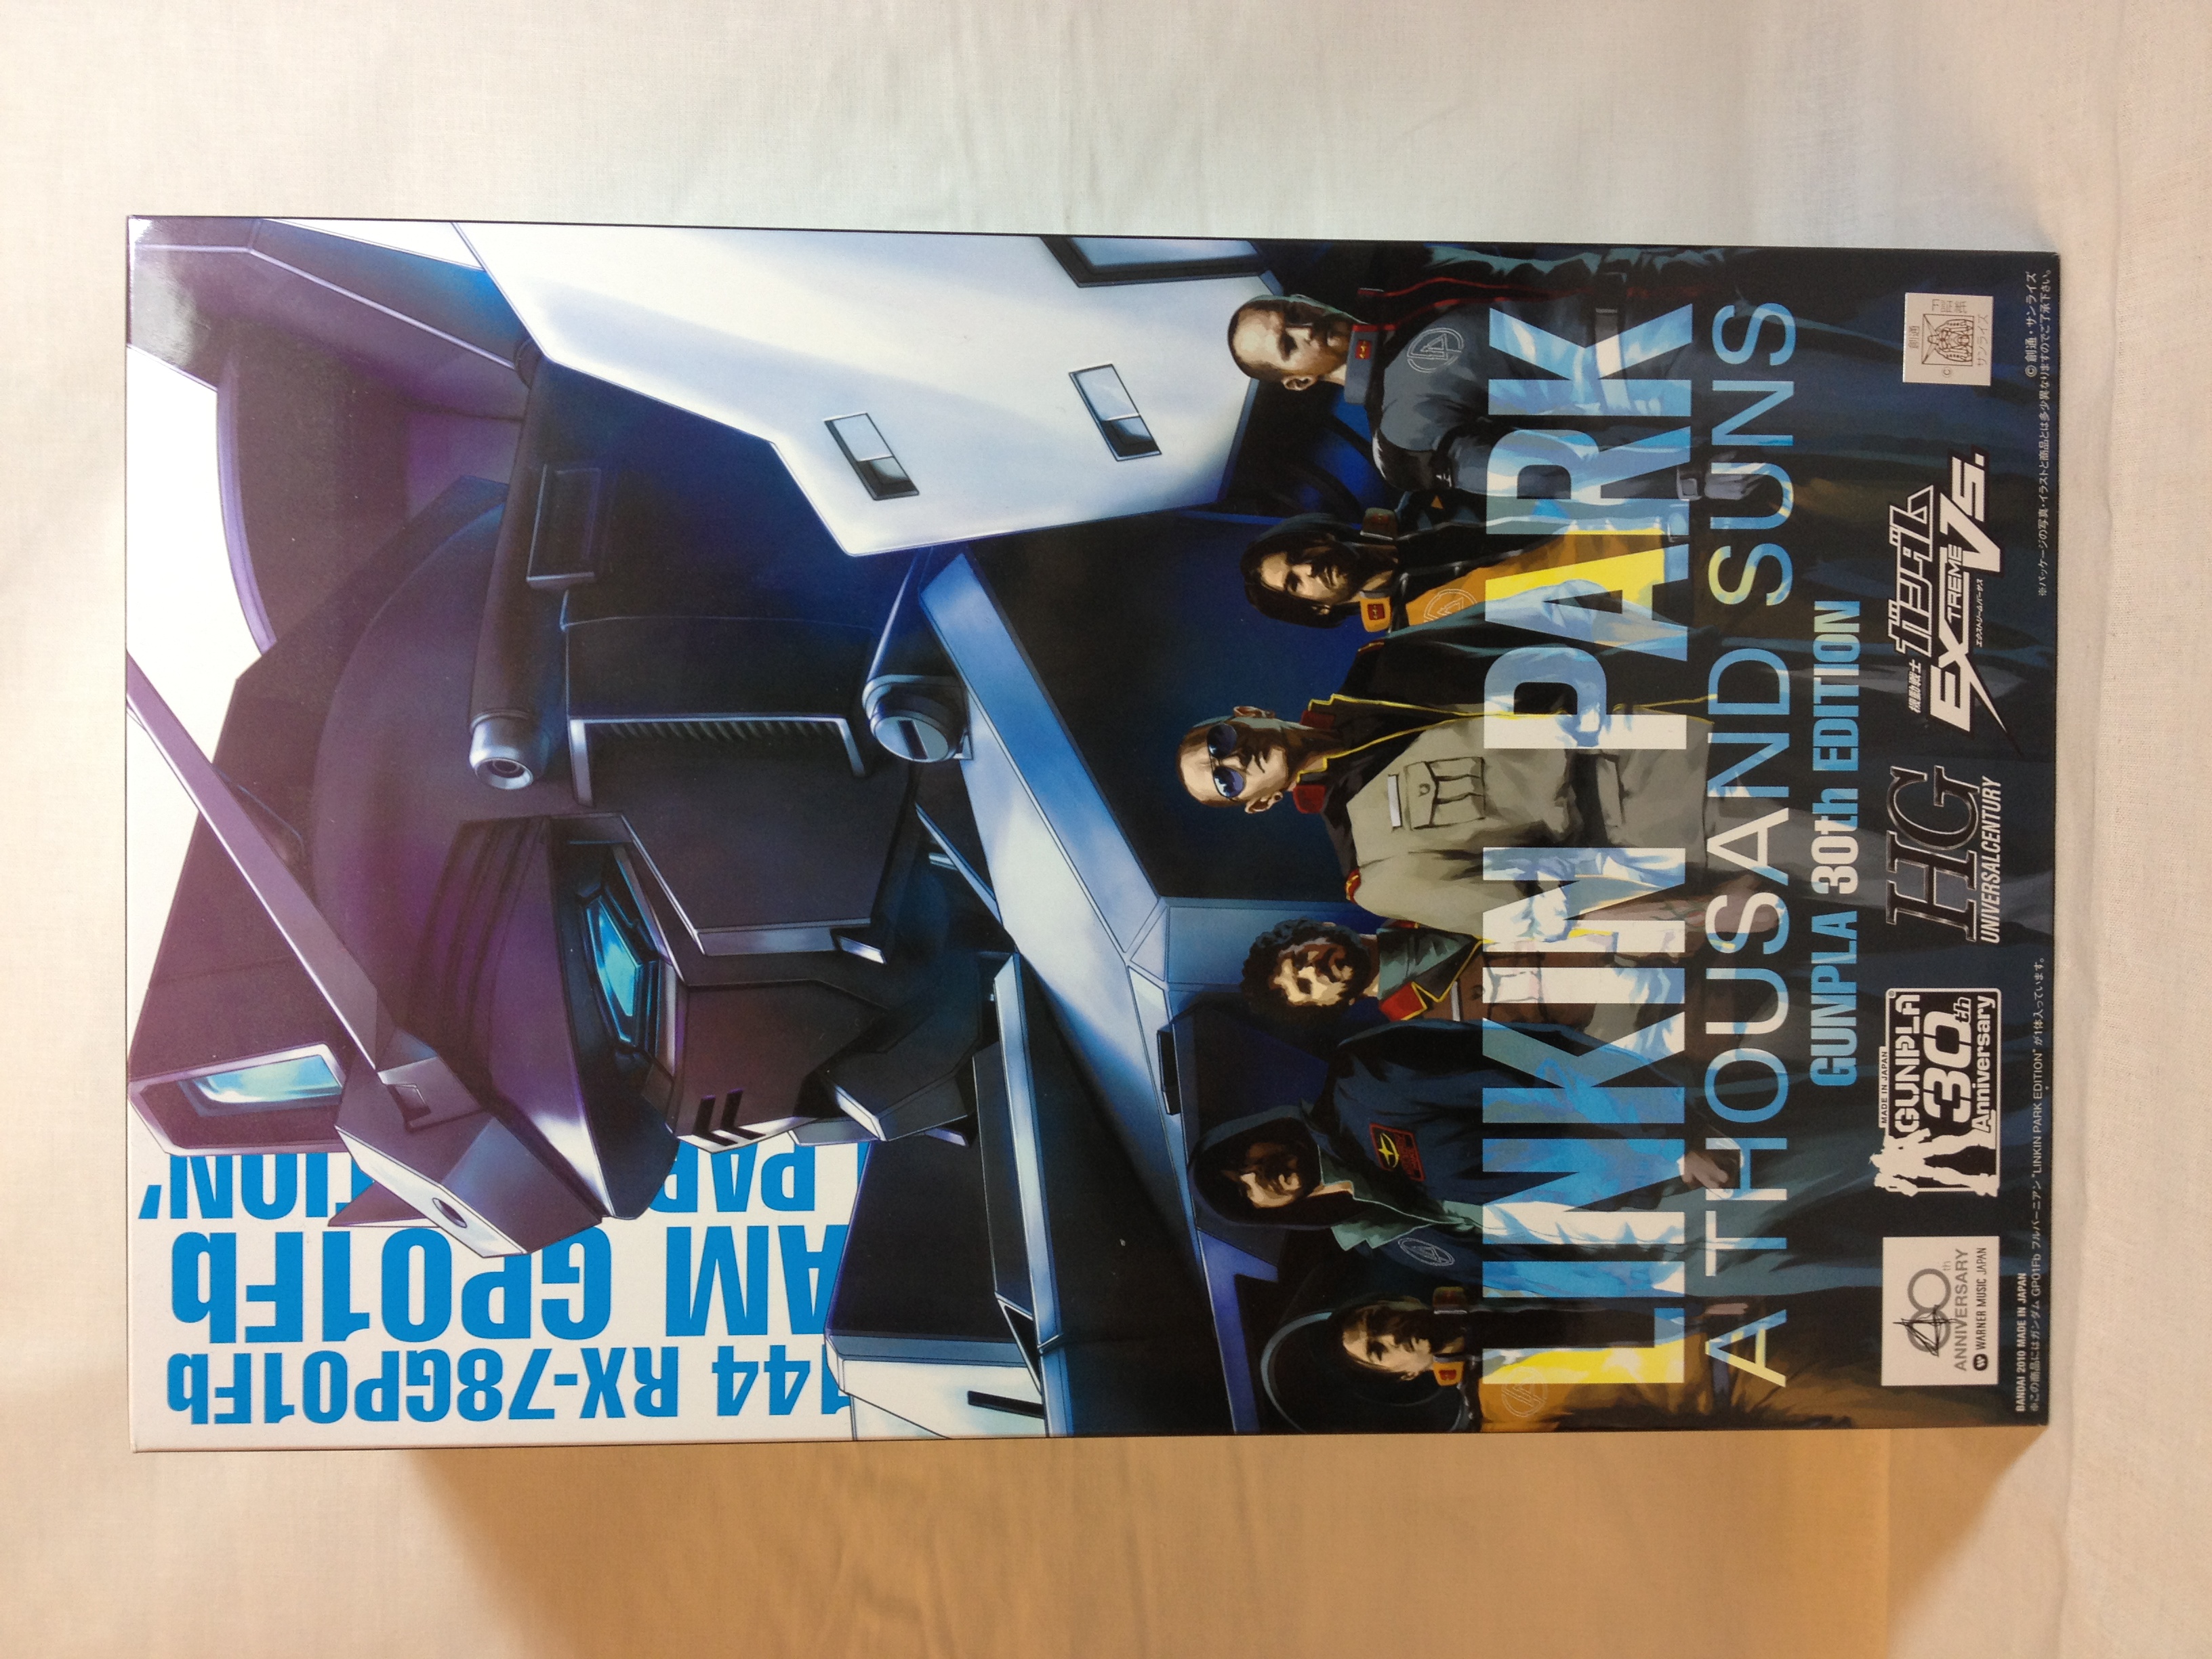 144 RX-78GP01Fb
AM GP01Fb
PAR TION'
LINKIN PARK
A THOUSAND SUNS
GUNPLA 30th EDITION
40th
ANNIVERSARY
WARNER MUSIC JAPAN
MADE IN JAPAN
GUNPLA
30th
Anniversary
HG
UNIVERSAL CENTURY
機動戦士 ガンダム
EXTREME VS.
エクストリームバーサス
創通
サンライズ
BANDAI 2010 MADE IN JAPAN
※この商品にはガンダム GP01Fb フルバーニアン "LINKIN PARK EDITION" が1体入っています。
© 創通・サンライズ
※パッケージの写真・イラストと商品とは多少異なりますのでご了承下さい。